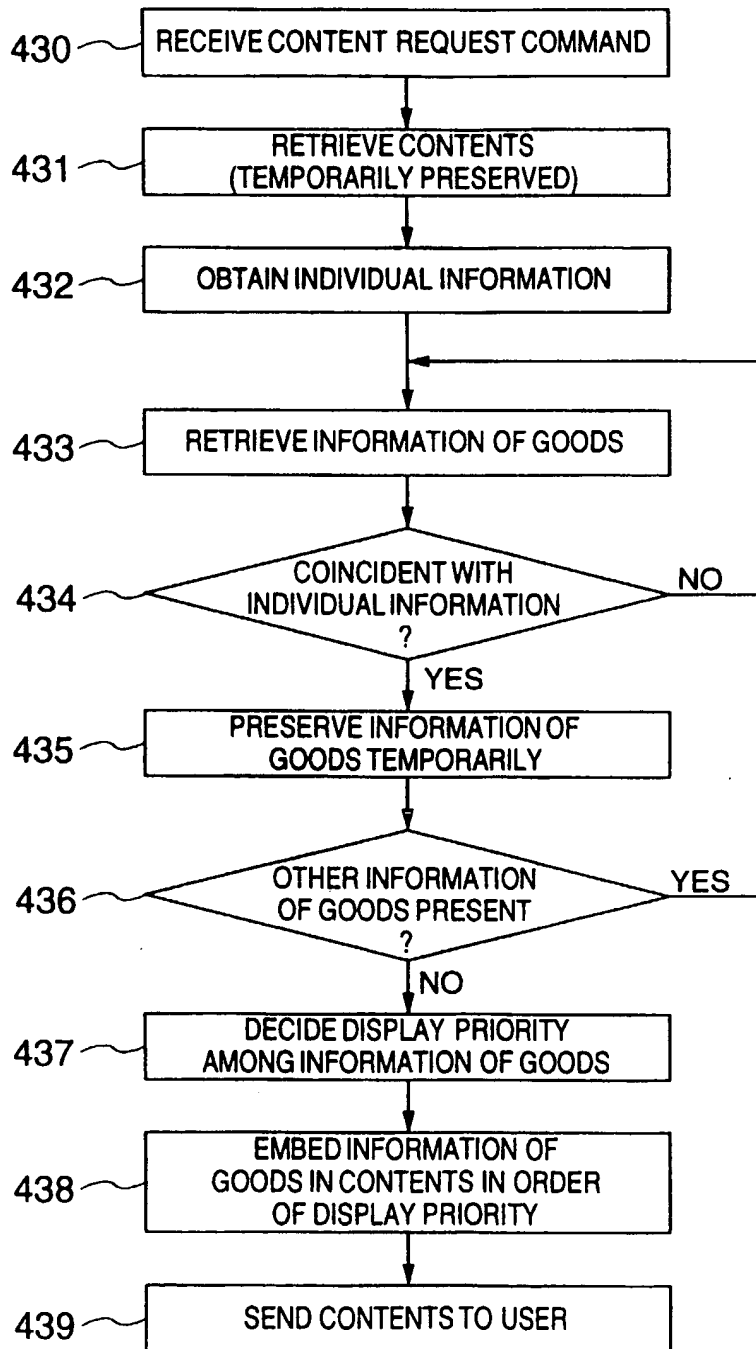 430
RECEIVE CONTENT REQUEST COMMAND
431
RETRIEVE CONTENTS
(TEMPORARILY PRESERVED)
432
OBTAIN INDIVIDUAL INFORMATION
433
RETRIEVE INFORMATION OF GOODS
434
COINCIDENT WITH
INDIVIDUAL INFORMATION
?
NO
YES
435
PRESERVE INFORMATION OF
GOODS TEMPORARILY
436
OTHER INFORMATION
OF GOODS PRESENT
?
YES
NO
437
DECIDE DISPLAY PRIORITY
AMONG INFORMATION OF GOODS
438
EMBED INFORMATION OF
GOODS IN CONTENTS IN ORDER
OF DISPLAY PRIORITY
439
SEND CONTENTS TO USER